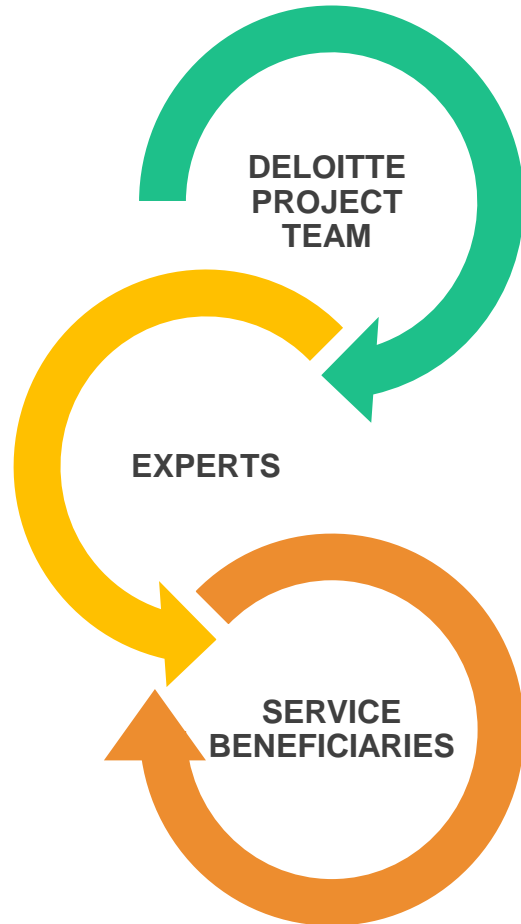 DELOITTE
PROJECT
TEAM
EXPERTS
SERVICE
BENEFICIARIES